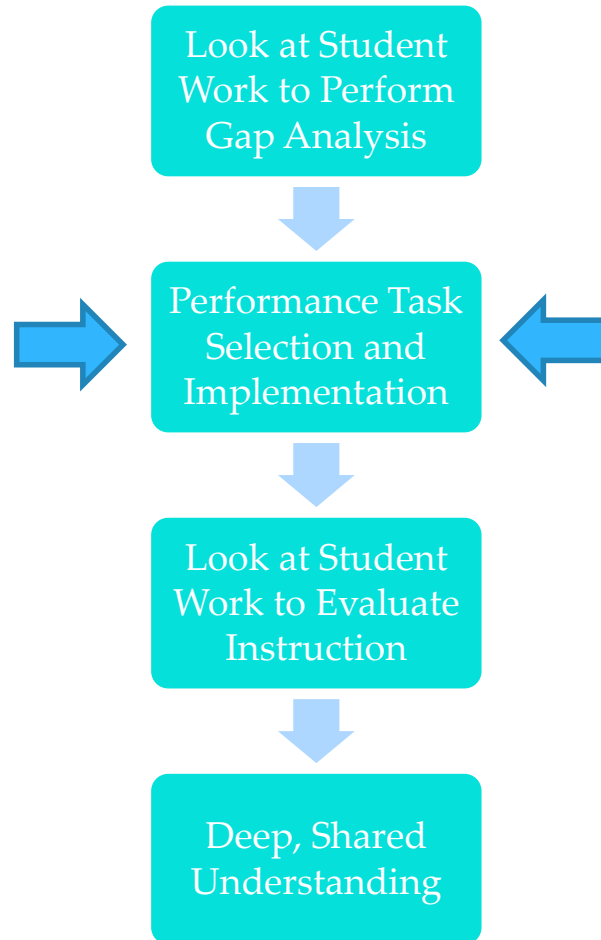 Look at Student
Work to Perform
Gap Analysis
Performance Task
Selection and
Implementation
Look at Student
Work to Evaluate
Instruction
Deep, Shared
Understanding